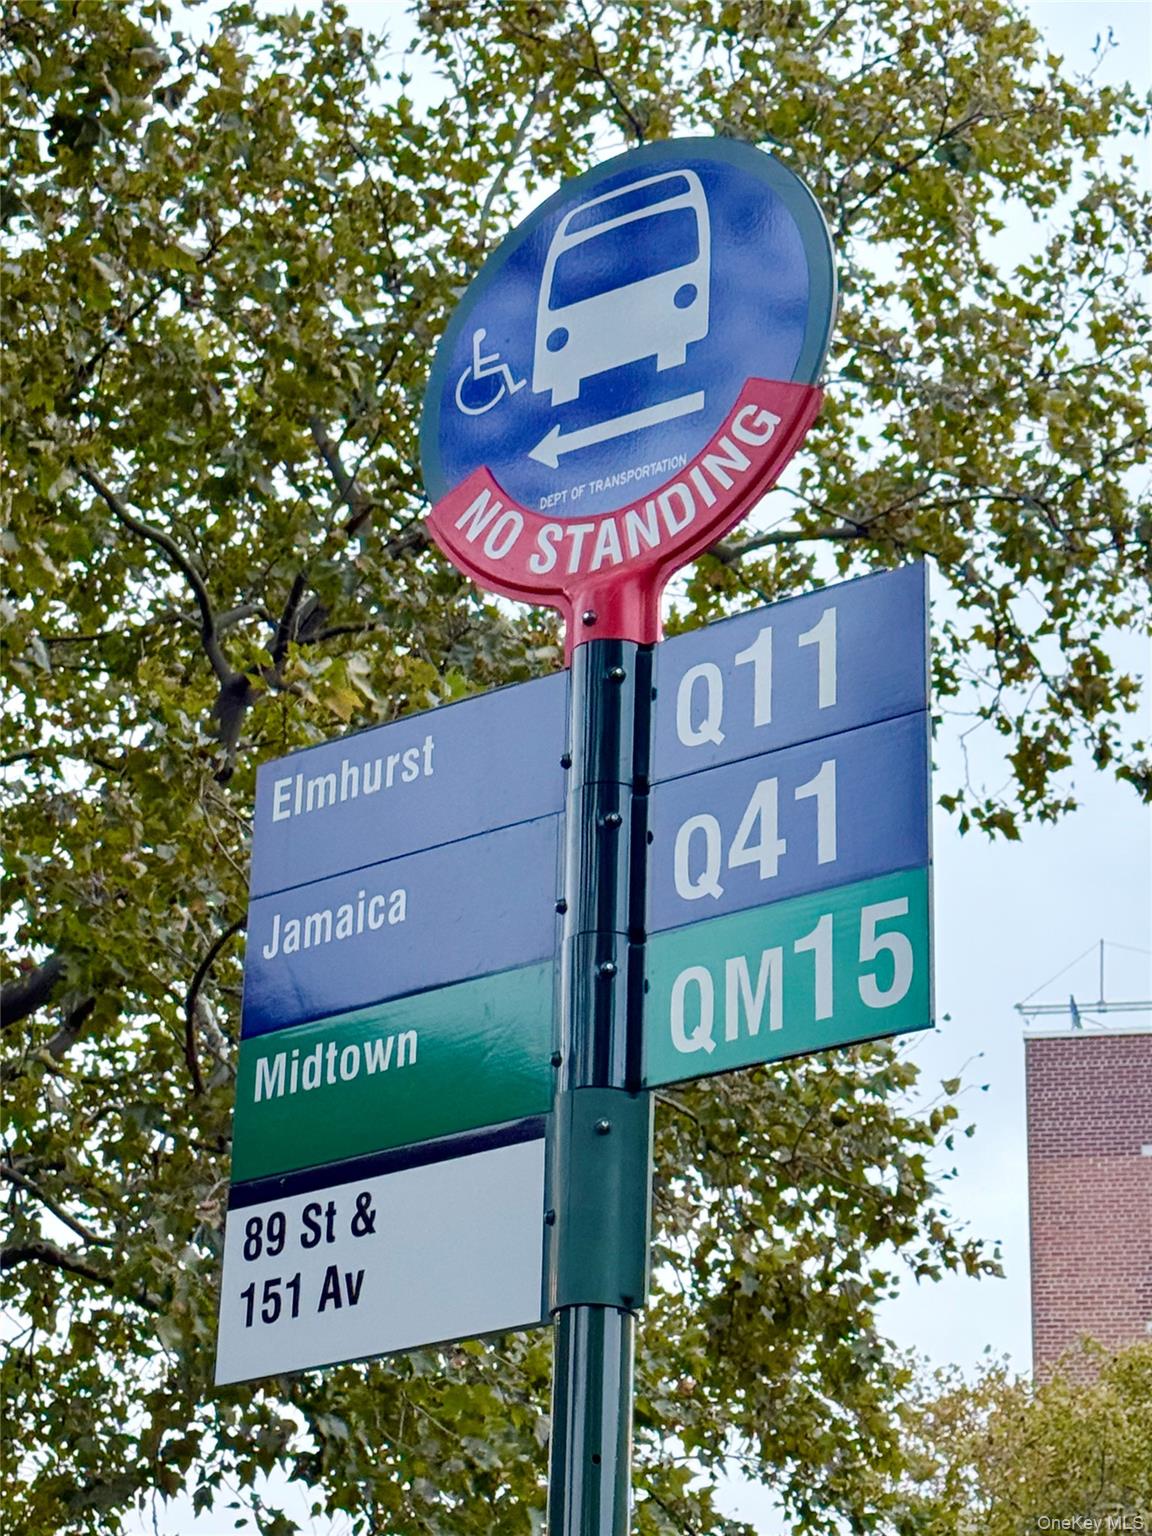 DEPT OF TRANSPORTATION
NO STANDING
Elmhurst Q11
Jamaica Q41
Midtown QM15
89 St &
151 Av
OneKey MLS